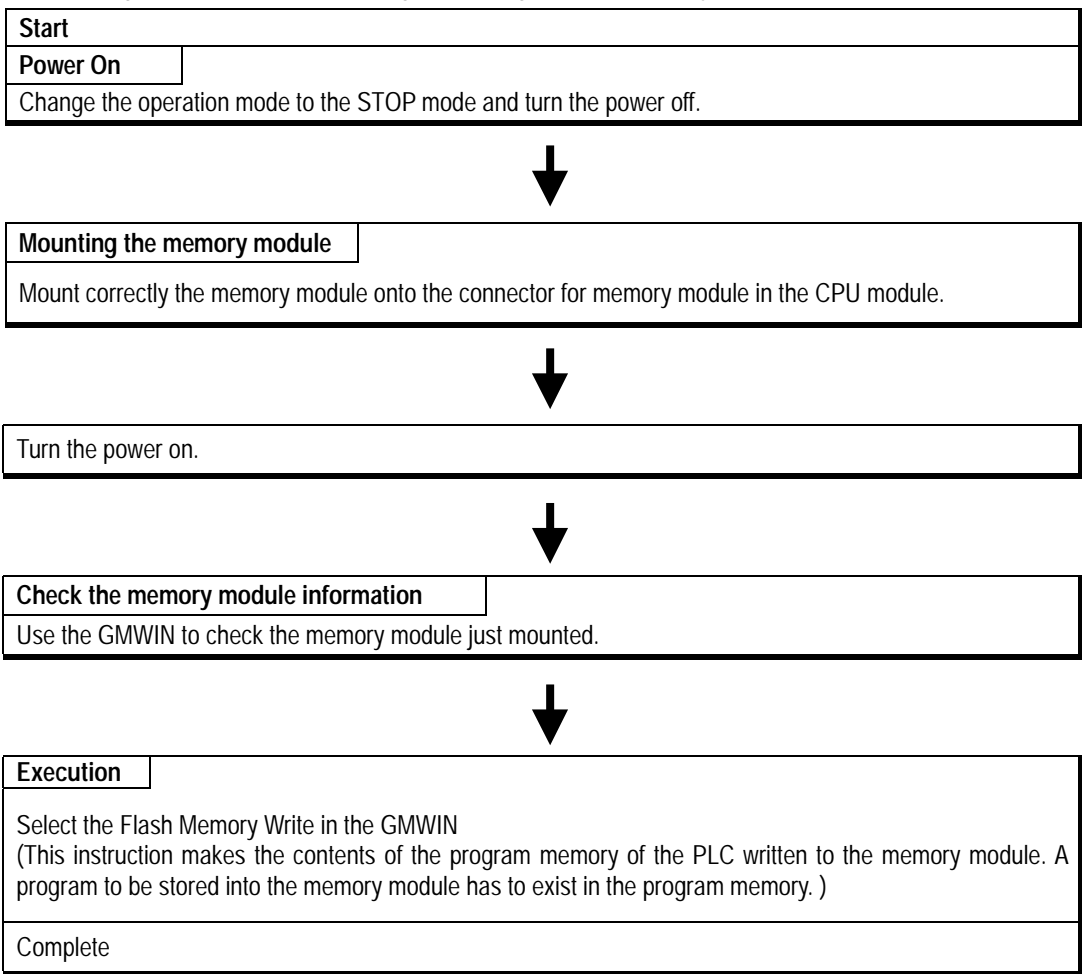 Start
Power On
Change the operation mode to the STOP mode and turn the power off.
Mounting the memory module
Mount correctly the memory module onto the connector for memory module in the CPU module.
Turn the power on.
Check the memory module information
Use the GMWIN to check the memory module just mounted.
Execution
Select the Flash Memory Write in the GMWIN
(This instruction makes the contents of the program memory of the PLC written to the memory module. A
program to be stored into the memory module has to exist in the program memory. )
Complete